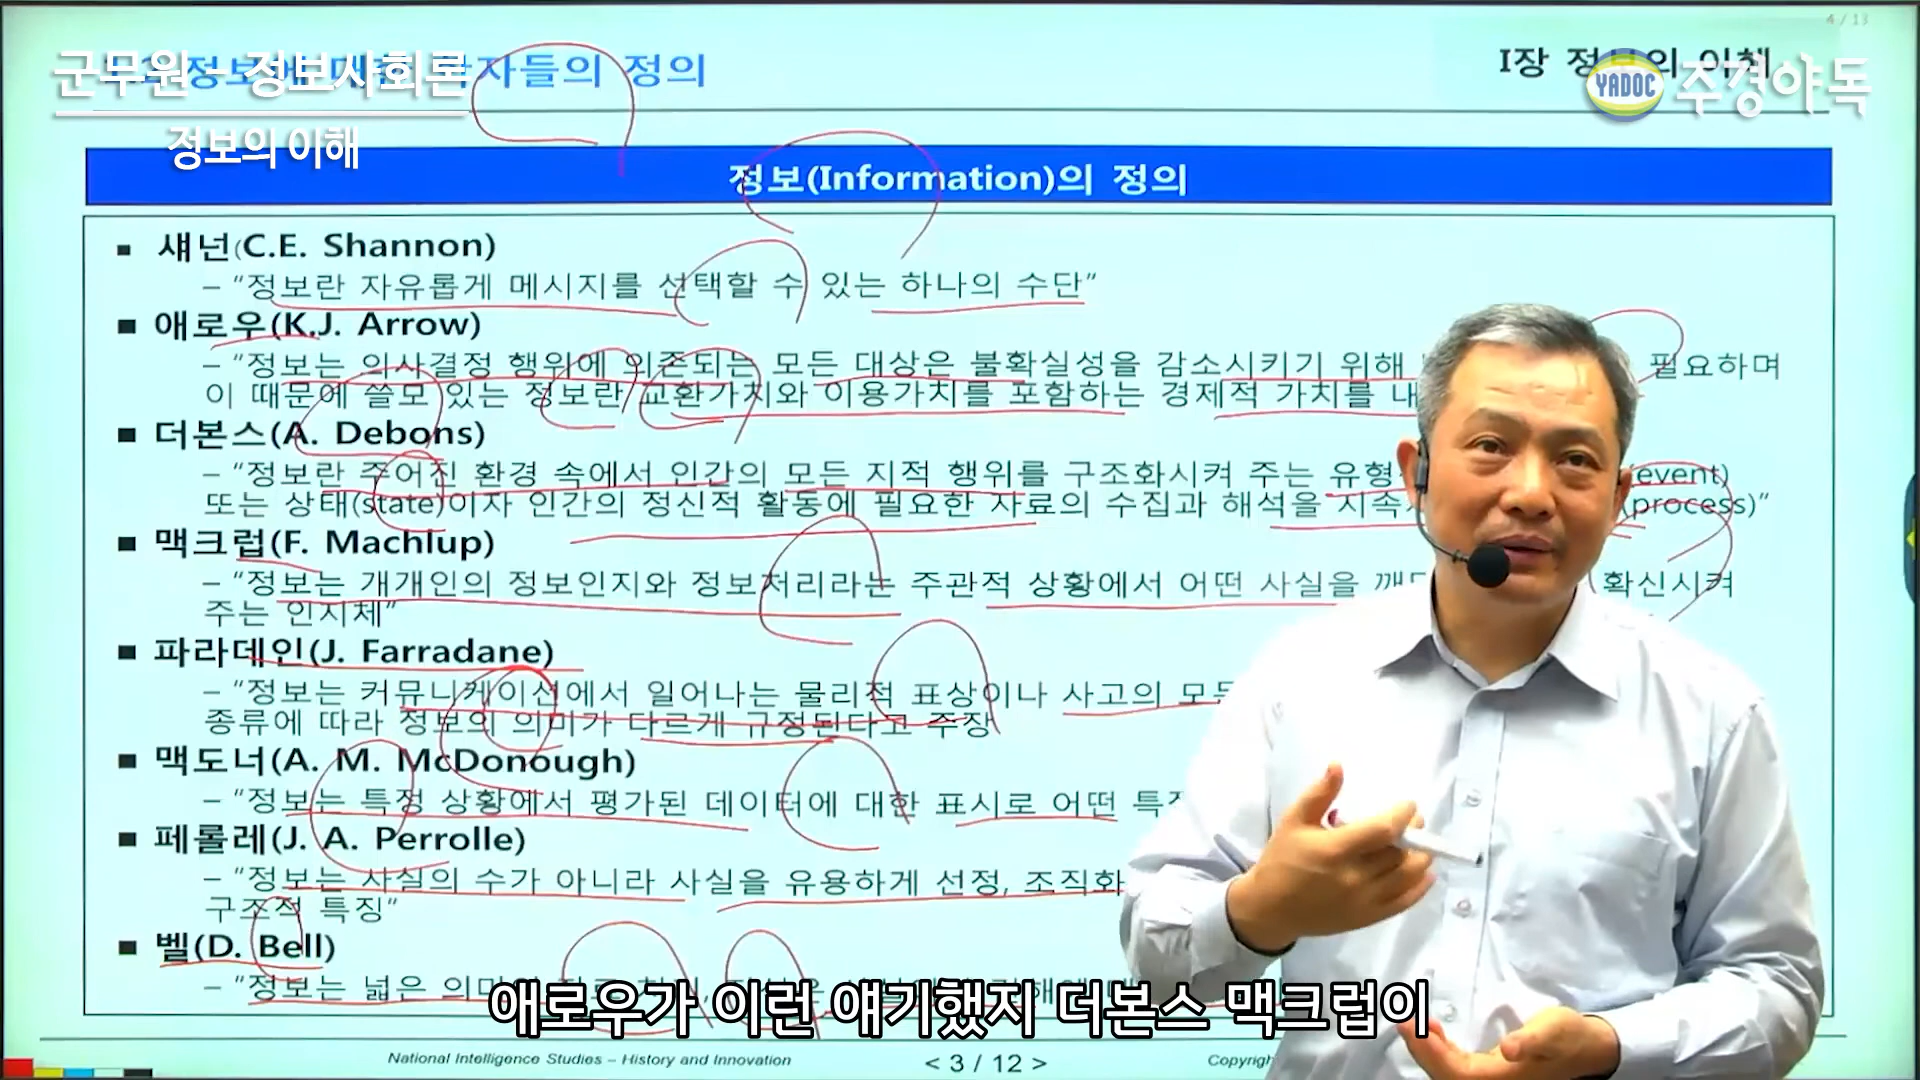 4 / 13
군무원 - 정보사회론
정보의 이해
자들의 정의
I장 정보의 이해
YADOC 주경야독
정보(Information)의 정의
▪ 섀넌(C.E. Shannon)
– “정보란 자유롭게 메시지를 선택할 수 있는 하나의 수단”
▪ 애로우(K.J. Arrow)
– “정보는 의사결정 행위에 의존되는 모든 대상은 불확실성을 감소시키기 위해 필요하며
이 때문에 쓸모 있는 정보란 교환가치와 이용가치를 포함하는 경제적 가치를 내
▪ 더본스(A. Debons)
– “정보란 주어진 환경 속에서 인간의 모든 지적 행위를 구조화시켜 주는 유형 (event)
또는 상태(state)이자 인간의 정신적 활동에 필요한 자료의 수집과 해석을 지속 (process)”
▪ 맥크럽(F. Machlup)
– “정보는 개개인의 정보인지와 정보처리라는 주관적 상황에서 어떤 사실을 확신시켜
주는 인지체”
▪ 파라데인(J. Farradane)
– “정보는 커뮤니케이션에서 일어나는 물리적 표상이나 사고의 모든
종류에 따라 정보의 의미가 다르게 규정된다고 주장
▪ 맥도너(A. M. McDonough)
– “정보는 특정 상황에서 평가된 데이터에 대한 표시로 어떤 특정
▪ 페롤레(J. A. Perrolle)
– “정보는 사실의 수가 아니라 사실을 유용하게 선정, 조직화
구조적 특징”
▪ 벨(D. Bell)
– “정보는 넓은 의미
애로우가 이런 얘기했지 더본스 맥크럽이
National Intelligence Studies – History and Innovation
< 3 / 12 >
Copyright